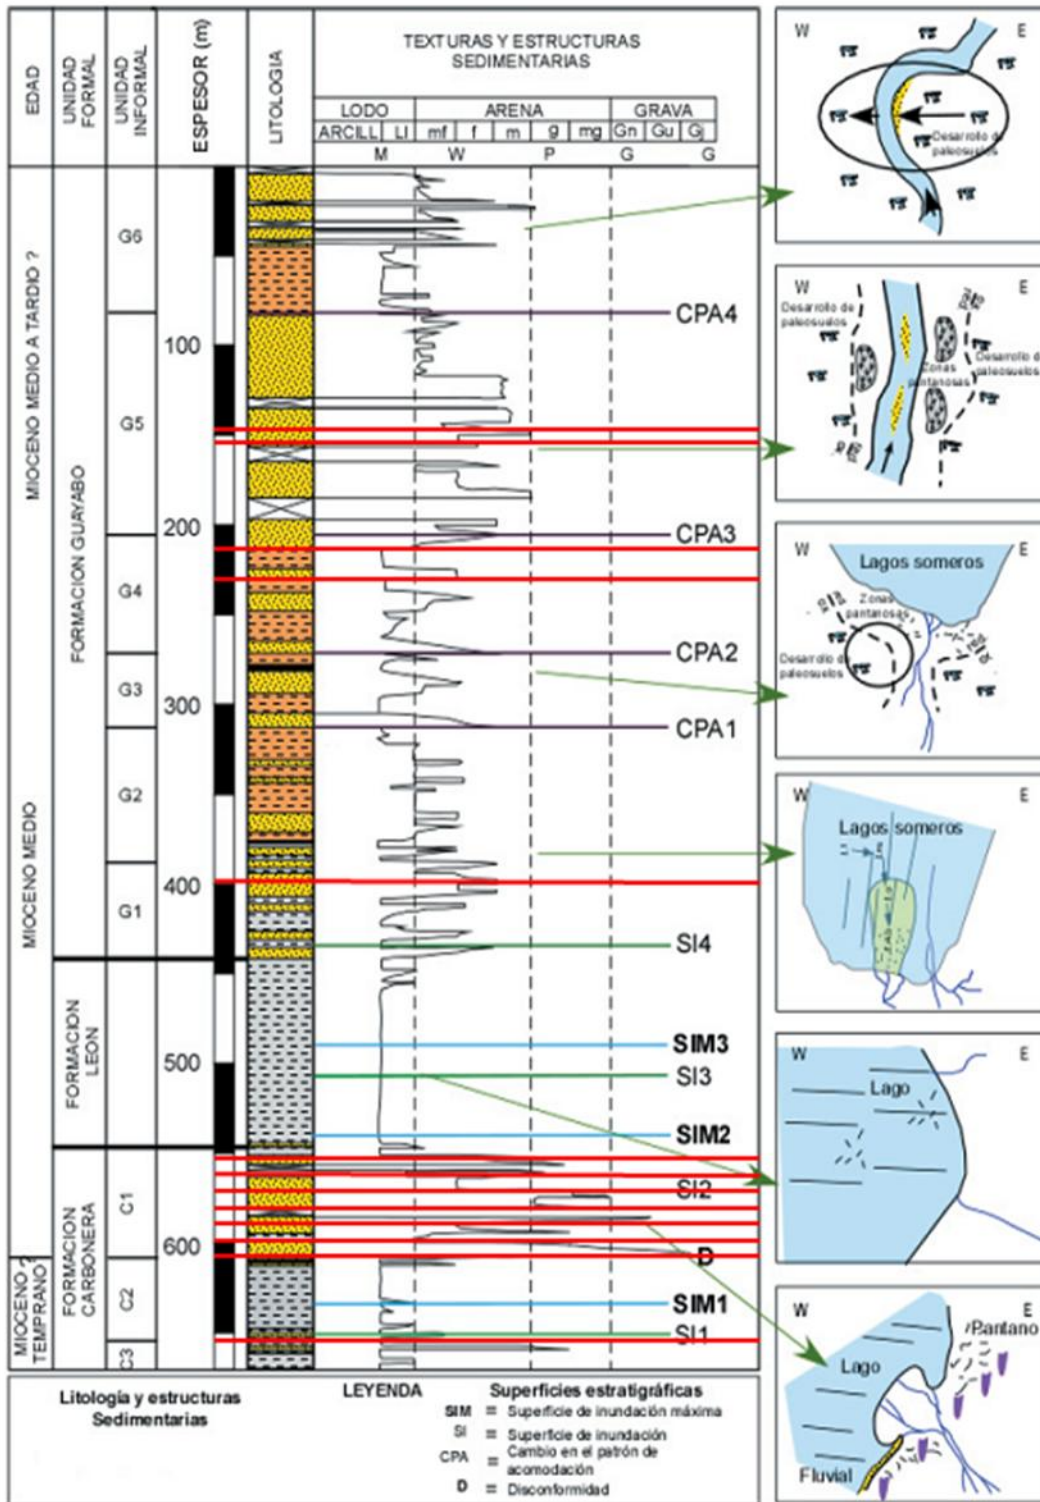 EDAD
UNIDAD FORMAL
UNIDAD INFORMAL
ESPESOR (m)
LITOLOGIA
TEXTURAS Y ESTRUCTURAS
SEDIMENTARIAS
LODO ARENA GRAVA
ARCILL LI mf f m g mg Gn Gu Gj
M W P G G
MIOCENO MEDIO A TARDIO ?
MIOCENO MEDIO
MIOCENO TEMPRANO ?
FORMACION GUAYABO
FORMACION LEON
FORMACION CARBONERA
G6
G5
G4
G3
G2
G1
C1
C2
C3
100
200
300
400
500
600
CPA4
CPA3
CPA2
CPA1
SI4
SIM3
SI3
SIM2
SI2
D
SIM1
SI1
W E
Desarrollo de
paleosuelos
W E
Desarrollo de
paleosuelos
Desarrollo de
paleosuelos
Zonas
pantanosas
W E
Lagos someros
Zonas
pantanosas
Desarrollo de
paleosuelos
W E
Lagos someros
W E
Lago
W E
Pantano
Lago
Fluvial
Litología y estructuras
Sedimentarias
LEYENDA
Superficies estratigráficas
SIM = Superficie de inundación máxima
SI = Superficie de inundación
CPA = Cambio en el patrón de
acomodación
D = Disconformidad